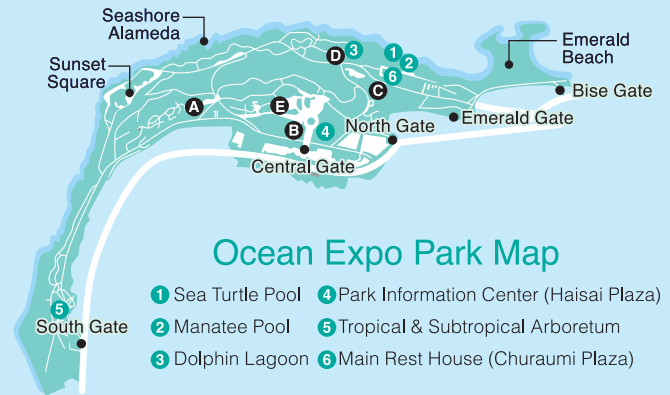 Seashore
Alameda
Sunset
Square
Emerald
Beach
D 3 1
2
6
C
Bise Gate
A
E
Emerald Gate
B 4
North Gate
Central Gate
5
South Gate
Ocean Expo Park Map
1 Sea Turtle Pool
2 Manatee Pool
3 Dolphin Lagoon
4 Park Information Center (Haisai Plaza)
5 Tropical & Subtropical Arboretum
6 Main Rest House (Churaumi Plaza)